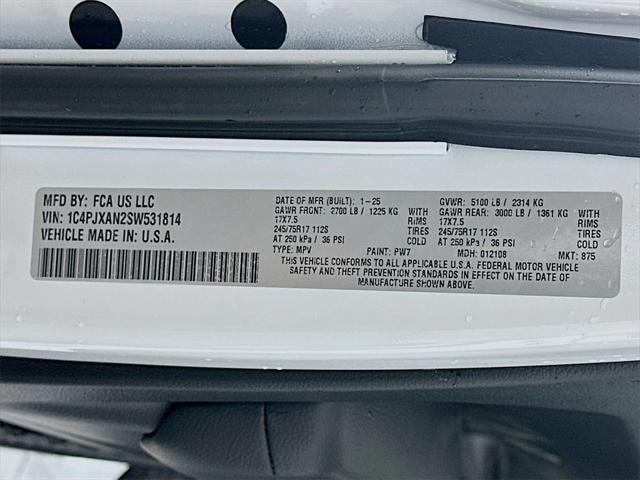 MFD BY: FCA US LLC
VIN: 1C4PJXAN2SW531814
VEHICLE MADE IN: U.S.A.
DATE OF MFR (BUILT): 1-25
GAWR FRONT: 2700 LB / 1225 KG WITH
17X7.5 RIMS
245/75R17 112S TIRES
AT 250 kPa / 36 PSI COLD
TYPE: MPV PAINT: PW7
GVWR: 5100 LB / 2314 KG
GAWR REAR: 3000 LB / 1361 KG WITH
17X7.5 RIMS
245/75R17 112S TIRES
AT 250 kPa / 36 PSI COLD
MDH: 012108 MKT: 875
THIS VEHICLE CONFORMS TO ALL APPLICABLE U.S.A. FEDERAL MOTOR VEHICLE
SAFETY AND THEFT PREVENTION STANDARDS IN EFFECT ON THE DATE OF
MANUFACTURE SHOWN ABOVE.